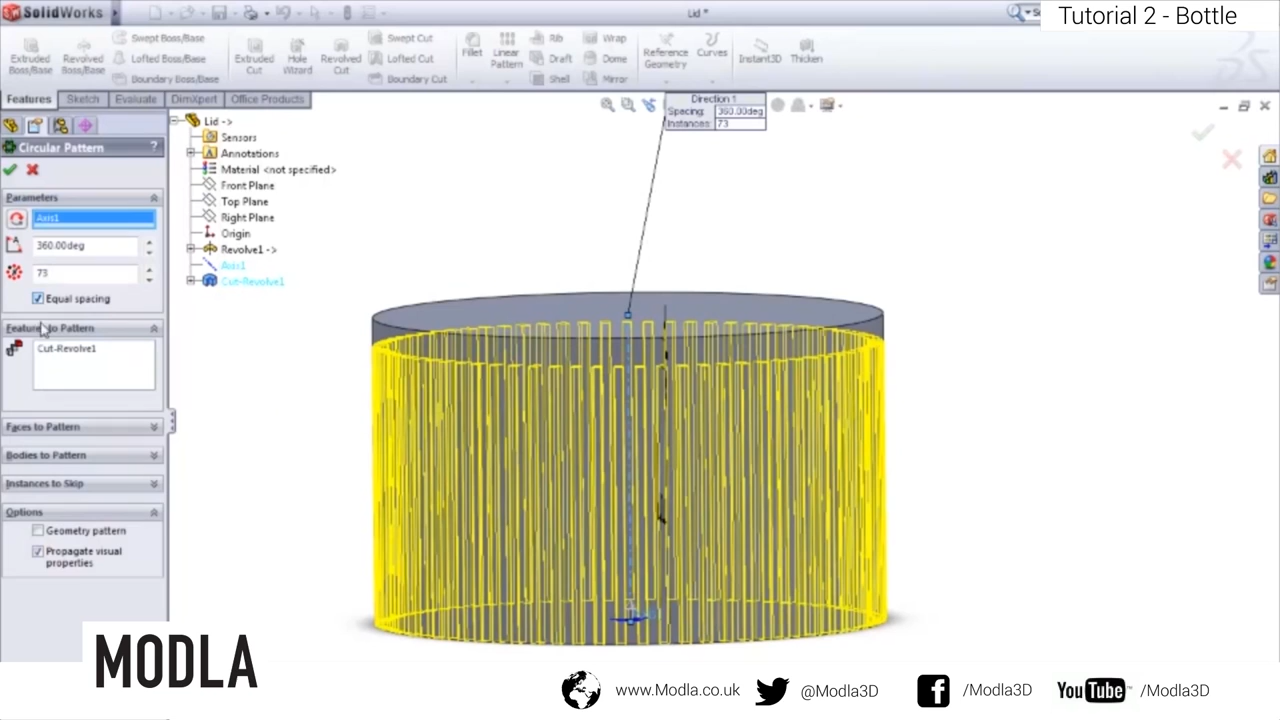 SolidWorks
Lid *
Tutorial 2 - Bottle
Extruded Boss/Base
Revolved Boss/Base
Swept Boss/Base
Lofted Boss/Base
Boundary Boss/Base
Extruded Cut
Hole Wizard
Revolved Cut
Swept Cut
Lofted Cut
Boundary Cut
Fillet
Linear Pattern
Rib
Draft
Shell
Wrap
Dome
Mirror
Reference Geometry
Curves
Instant3D
Thicken
Features
Sketch
Evaluate
DimXpert
Office Products
Direction 1
Spacing: 360.00deg
Instances: 73
Circular Pattern
?
Parameters
Axis1
360.00deg
73
Equal spacing
Features to Pattern
Cut-Revolve1
Faces to Pattern
Bodies to Pattern
Instances to Skip
Options
Geometry pattern
Propagate visual
properties
Lid ->
Sensors
Annotations
Material <not specified>
Front Plane
Top Plane
Right Plane
Origin
Revolve1 ->
Axis1
Cut-Revolve1
MODLA
www.Modla.co.uk
@Modla3D
/Modla3D
YouTube
/Modla3D